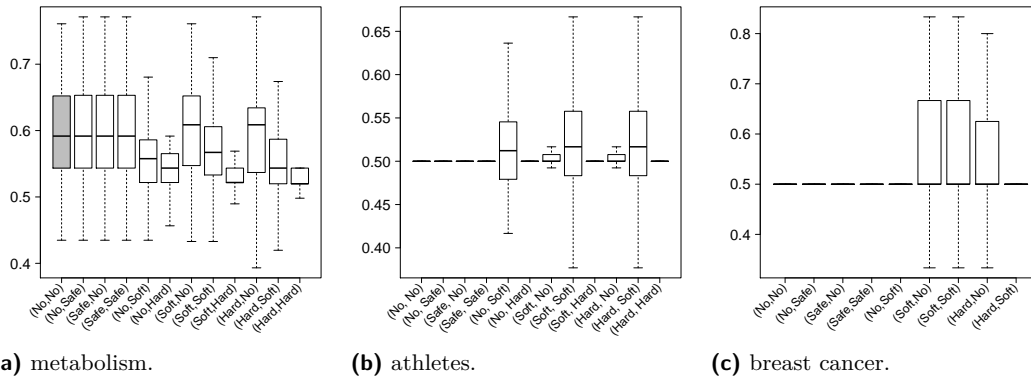 0.7
0.6
0.5
0.4
(No,No)
(No,Safe)
(Safe,No)
(Safe,Safe)
(No,Soft)
(No,Hard)
(Soft,No)
(Soft,Soft)
(Soft,Hard)
(Hard,No)
(Hard,Soft)
(Hard,Hard)
a) metabolism.
0.65
0.60
0.55
0.50
0.45
0.40
(No, No)
(No, Safe)
(Safe, No)
(Safe, Safe)
(No, Soft)
(No, Hard)
(Soft, No)
(Soft, Soft)
(Soft, Hard)
(Hard, No)
(Hard, Soft)
(Hard, Hard)
(b) athletes.
0.8
0.7
0.6
0.5
0.4
(No,No)
(No,Safe)
(Safe,No)
(Safe,Safe)
(No,Soft)
(Soft,No)
(Soft,Soft)
(Hard,No)
(Hard,Soft)
(c) breast cancer.